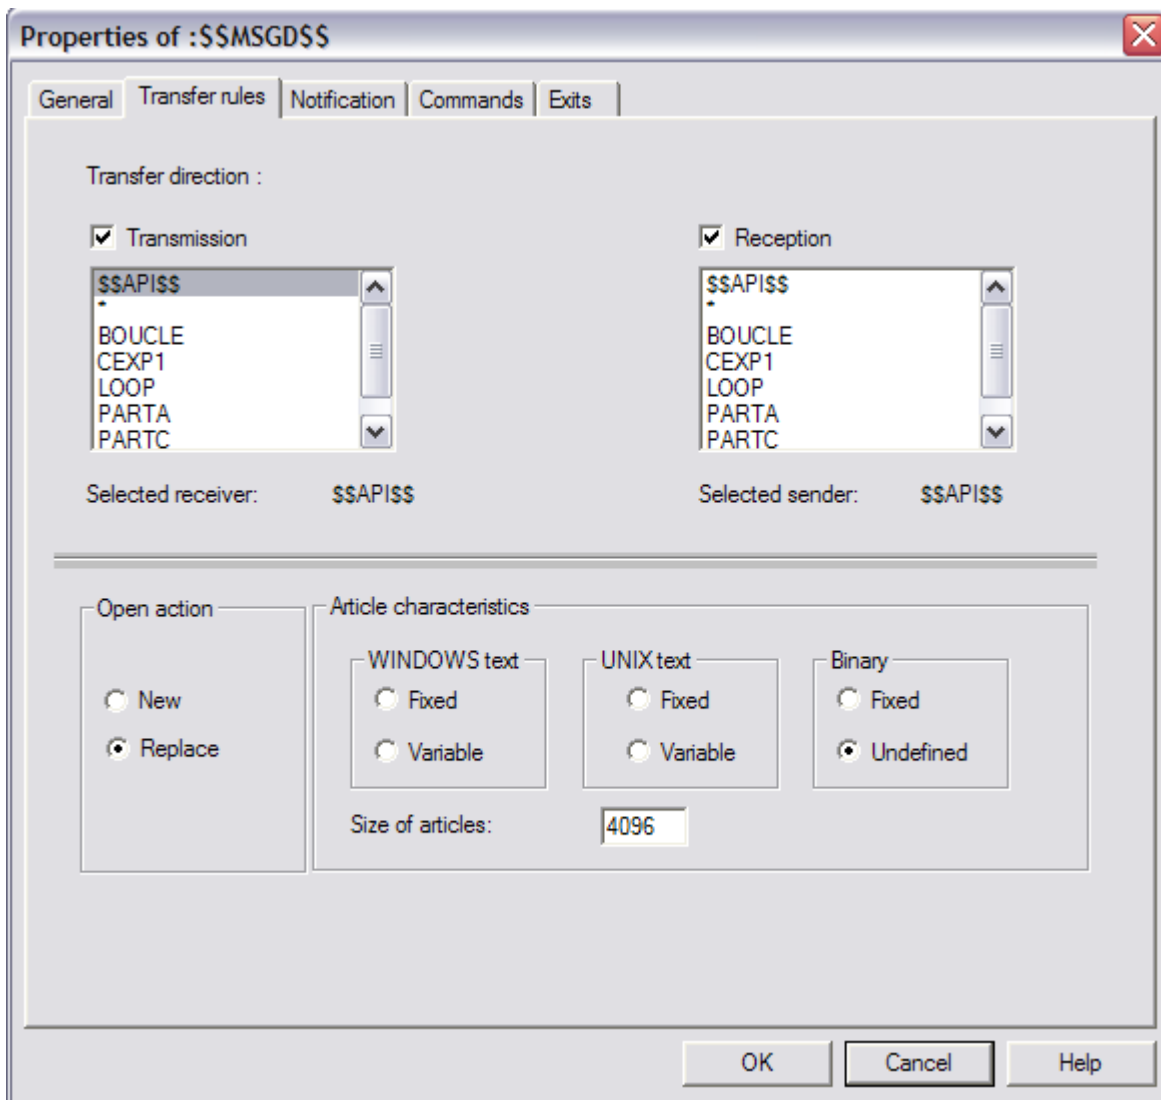 Properties of :$$MSGD$$
General Transfer rules Notification Commands Exits
Transfer direction :
Transmission
$$API$$
*
BOUCLE
CEXP1
LOOP
PARTA
PARTC
Selected receiver: $$API$$
Reception
$$API$$
*
BOUCLE
CEXP1
LOOP
PARTA
PARTC
Selected sender: $$API$$
Open action
New
Replace
Article characteristics
WINDOWS text
Fixed
Variable
UNIX text
Fixed
Variable
Binary
Fixed
Undefined
Size of articles: 4096
OK Cancel Help